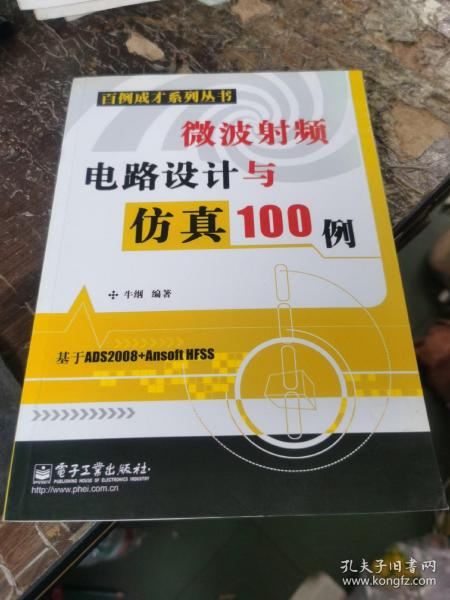 百例成才系列丛书
微波射频
电路设计与
仿真100例
牛纲 编著
基于ADS2008+Ansoft HFSS
電子工業出版社·
PUBLISHING HOUSE OF ELECTRONICS INDUSTRY
http://www.phei.com.cn
孔夫子旧书网
www.kongfz.com